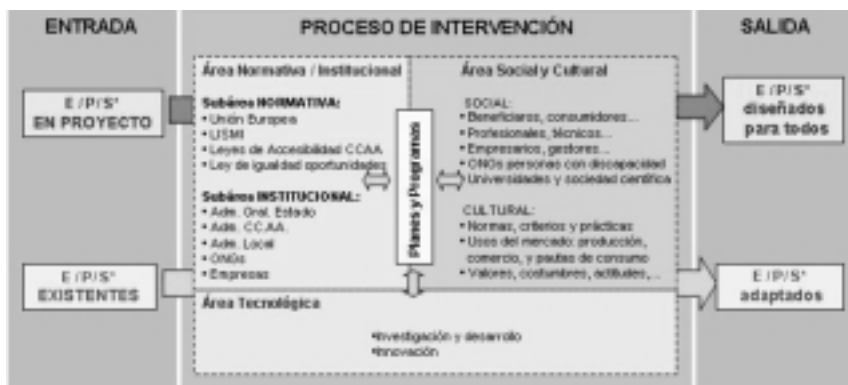 ENTRADA
PROCESO DE INTERVENCIÓN
SALIDA
E /P/S*
EN PROYECTO
E /P/S*
EXISTENTES
Área Normativa / Institucional
Subárea NORMATIVA:
• Unión Europea
• LISMI
• Leyes de Accesibilidad CCAA
• Ley de igualdad oportunidades
Subárea INSTITUCIONAL:
• Adm. Gral. Estado
• Adm. CC.AA.
• Adm. Local
• ONGs
• Empresas
Planes y Programas
Área Social y Cultural
SOCIAL:
• Beneficiarios, consumidores...
• Profesionales, técnicos...
• Empresarios, gestores...
• ONGs personas con discapacidad
• Universidades y sociedad científica
CULTURAL:
• Normas, criterios y prácticas
• Usos del mercado: producción,
comercio, y pautas de consumo
• Valores, costumbres, actitudes,...
Área Tecnológica
•Investigación y desarrollo
•Innovación
E /P/S*
diseñados
para todos
E /P/S*
adaptados